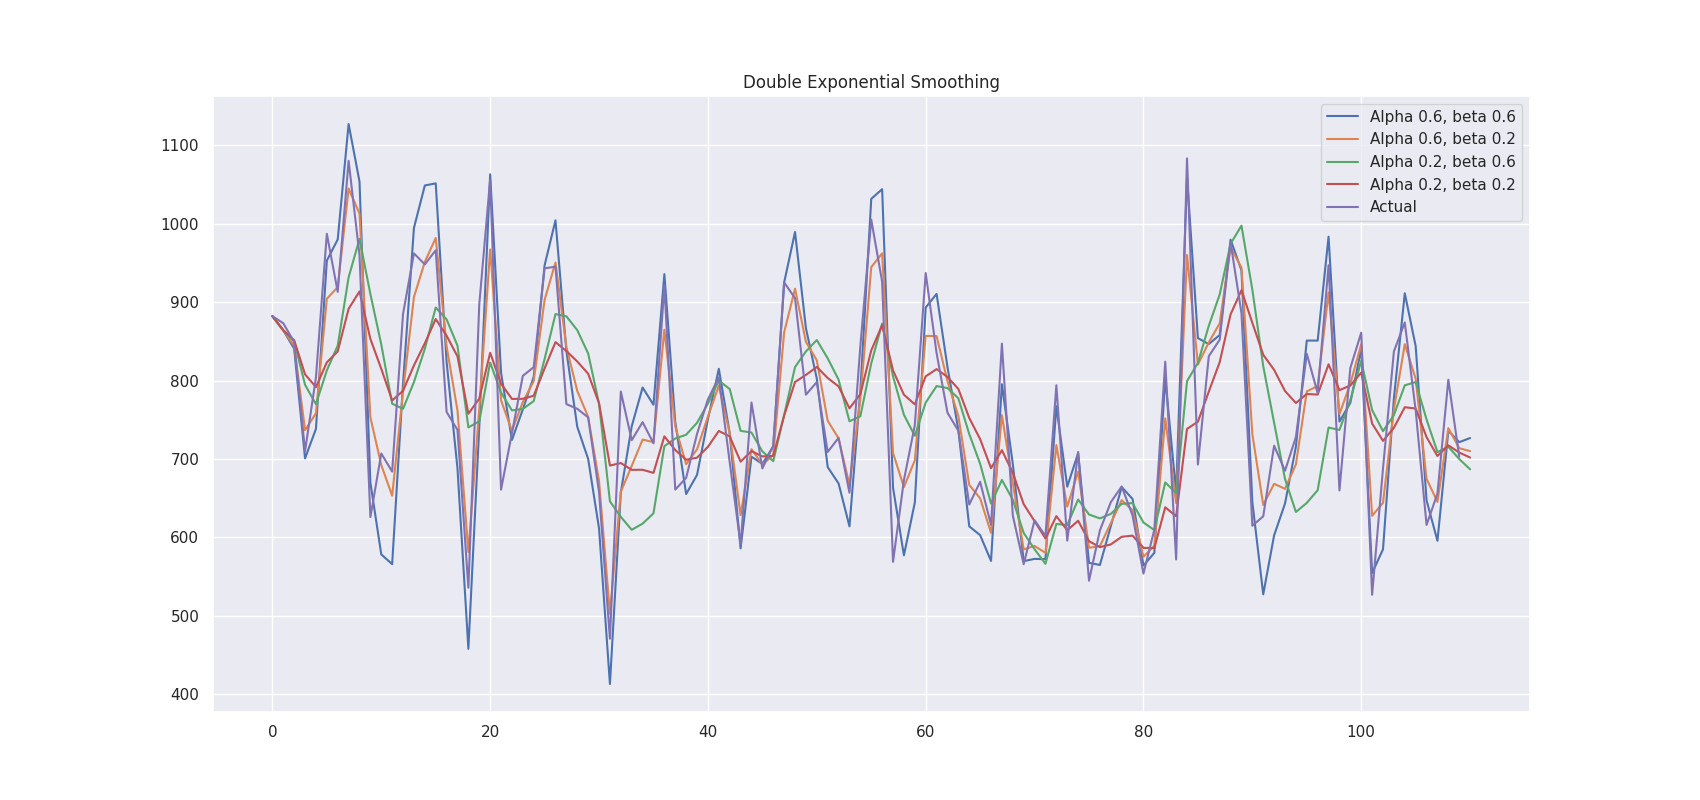 Double Exponential Smoothing
Alpha 0.6, beta 0.6
Alpha 0.6, beta 0.2
Alpha 0.2, beta 0.6
Alpha 0.2, beta 0.2
Actual
1100
1000
900
800
700
600
500
400
0 20 40 60 80 100